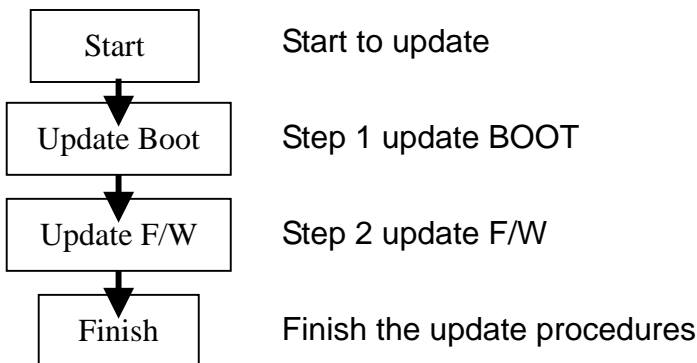 Start Start to update
Update Boot Step 1 update BOOT
Update F/W Step 2 update F/W
Finish Finish the update procedures